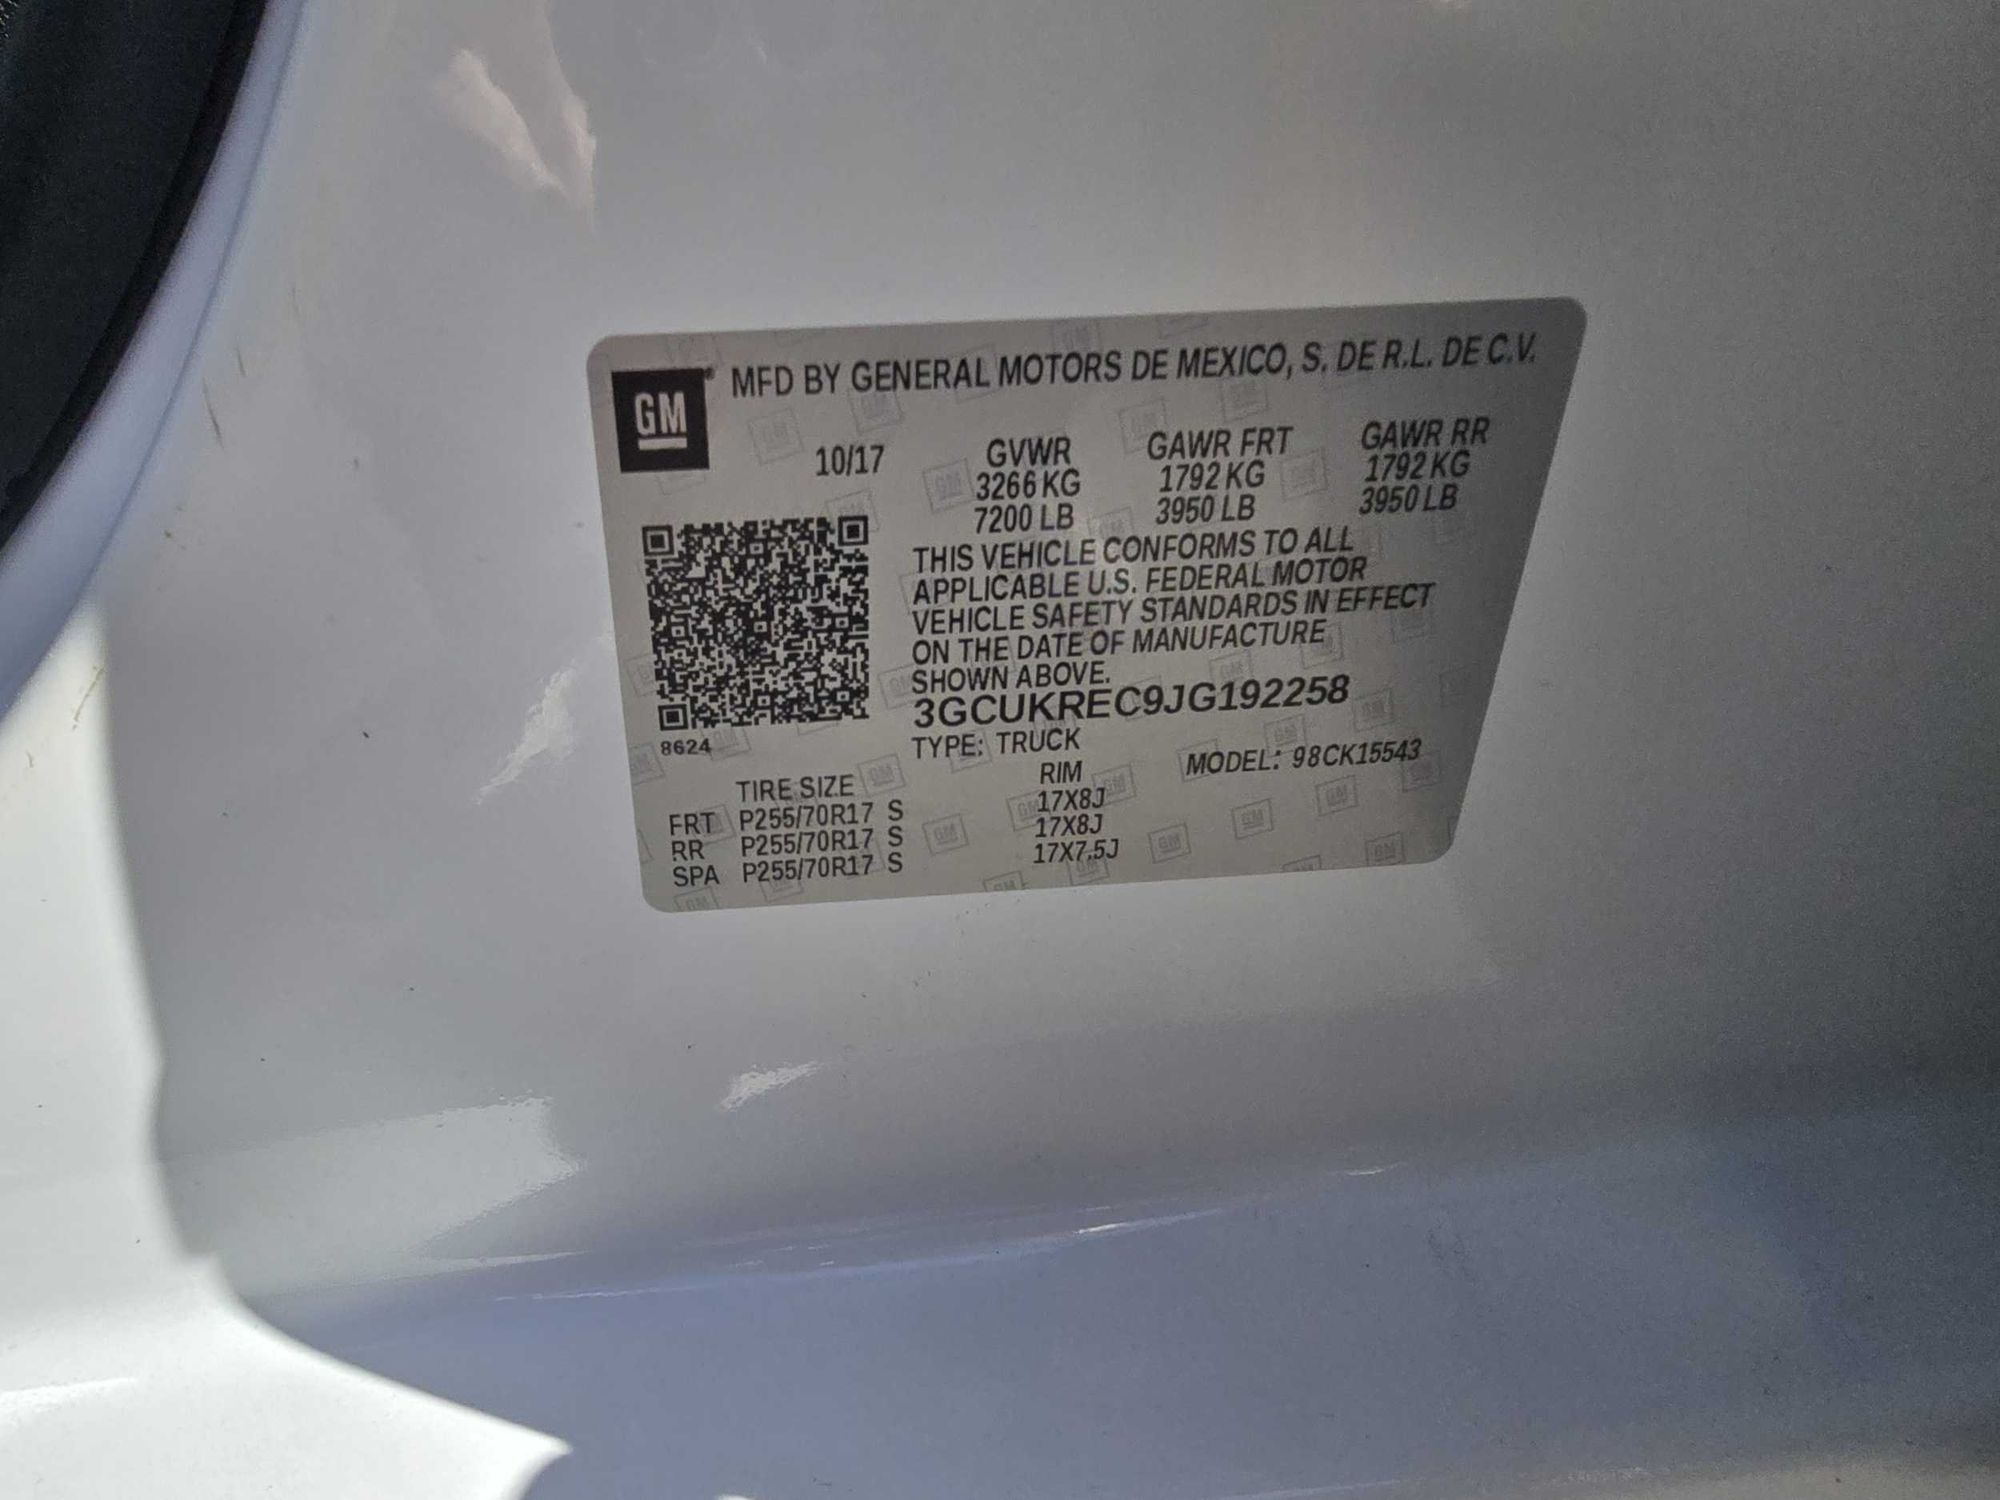 GM
MFD BY GENERAL MOTORS DE MEXICO, S. DE R.L. DE C.V.
10/17 GVWR GAWR FRT GAWR RR
3266 KG 1792 KG 1792 KG
7200 LB 3950 LB 3950 LB
THIS VEHICLE CONFORMS TO ALL
APPLICABLE U.S. FEDERAL MOTOR
VEHICLE SAFETY STANDARDS IN EFFECT
ON THE DATE OF MANUFACTURE
SHOWN ABOVE.
3GCUKREC9JG192258
8624 TYPE: TRUCK MODEL: 98CK15543
TIRE SIZE RIM
FRT P255/70R17 S 17X8J
RR P255/70R17 S 17X8J
SPA P255/70R17 S 17X7.5J